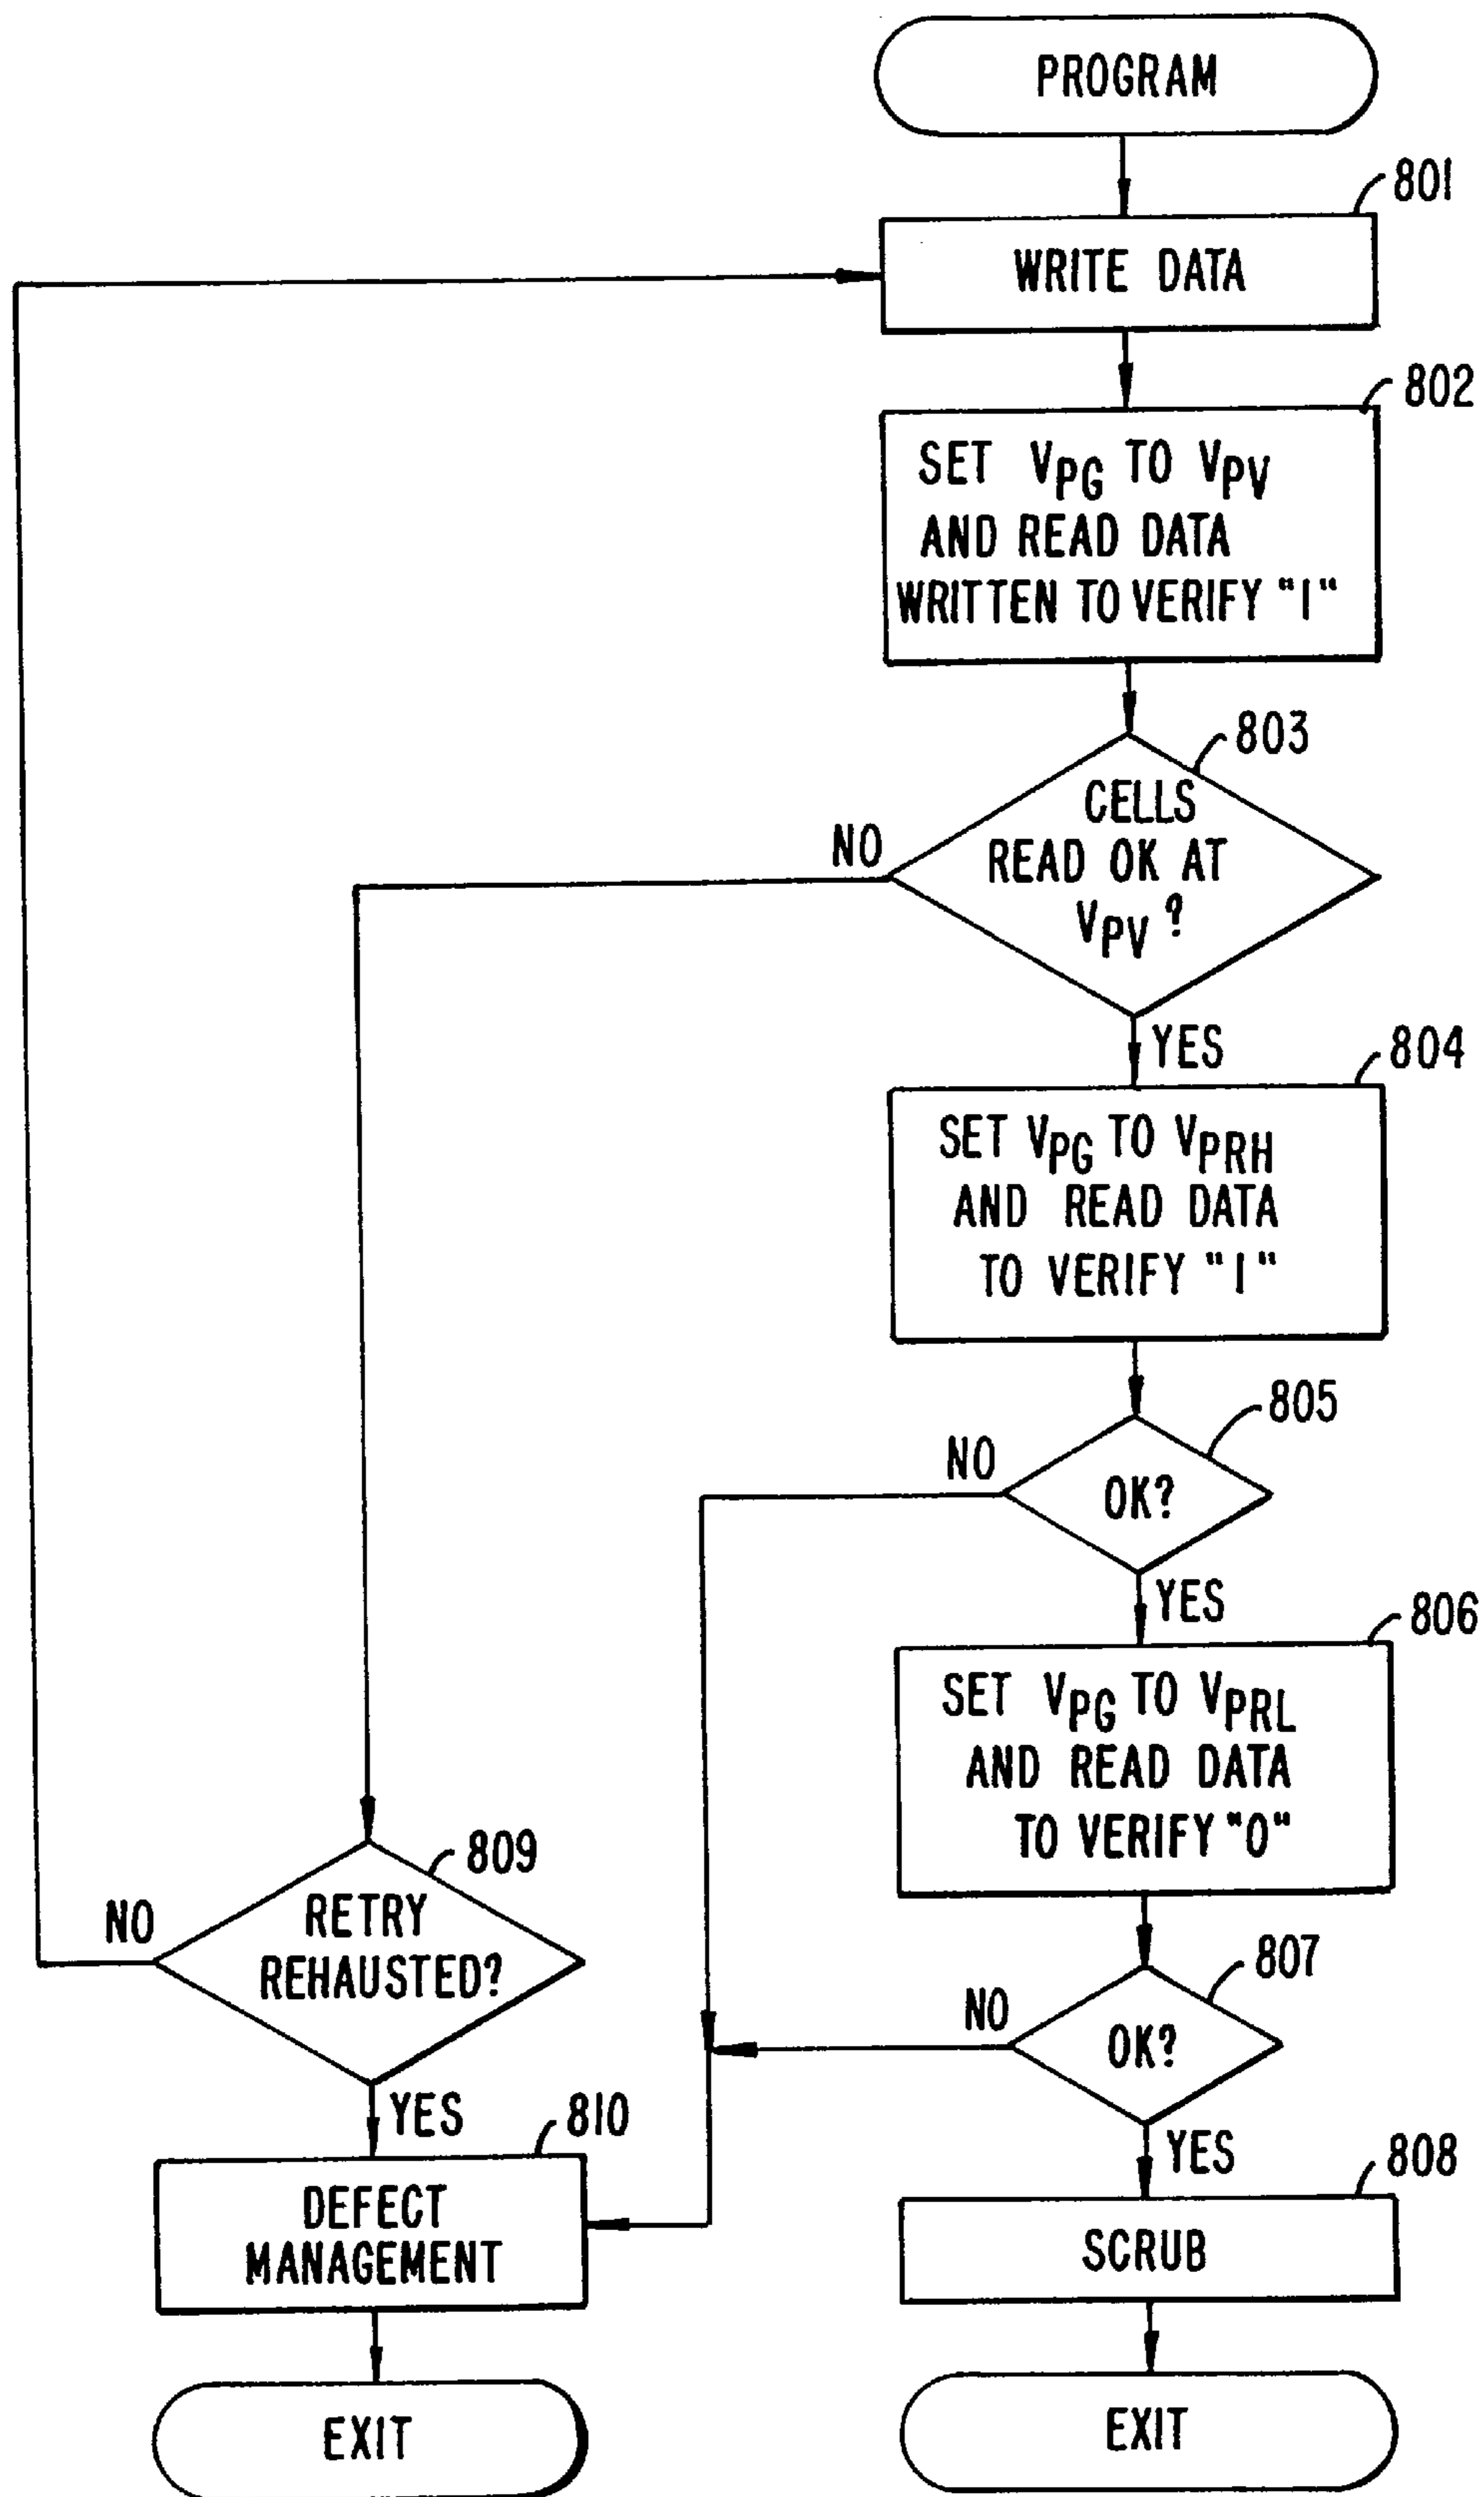 PROGRAM
801
WRITE DATA
802
SET VPG TO VPV
AND READ DATA
WRITTEN TO VERIFY "1"
803
CELLS
READ OK AT
VPV ?
NO
YES
804
SET VPG TO VPRH
AND READ DATA
TO VERIFY "1"
805
NO
OK?
YES
806
SET VPG TO VPRL
AND READ DATA
TO VERIFY "0"
809
RETRY
REHAUSTED?
NO
YES
807
NO
OK?
YES
810
DEFECT
MANAGEMENT
808
SCRUB
EXIT
EXIT